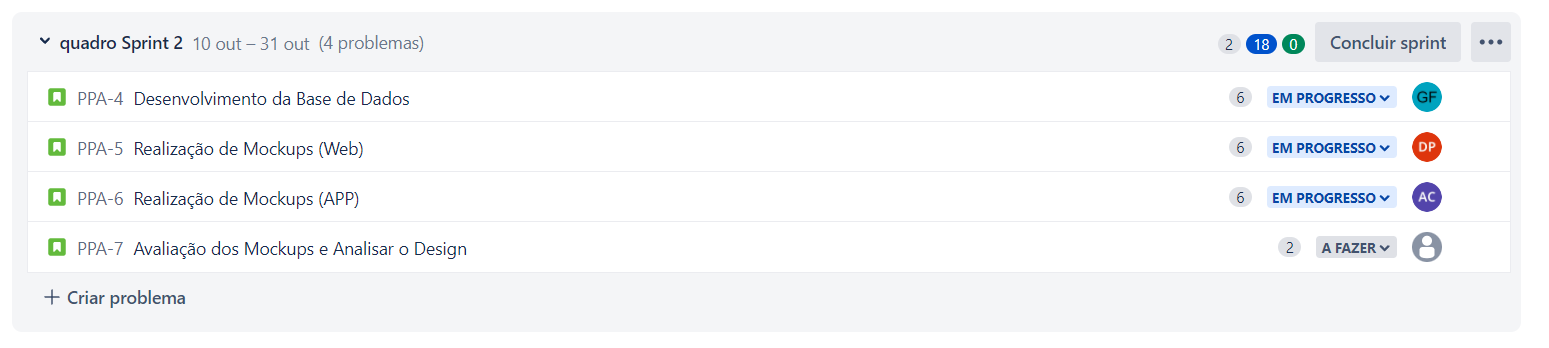 quadro Sprint 2 10 out – 31 out (4 problemas) 2 18 0 Concluir sprint
PPA-4 Desenvolvimento da Base de Dados 6 EM PROGRESSO GF
PPA-5 Realização de Mockups (Web) 6 EM PROGRESSO DP
PPA-6 Realização de Mockups (APP) 6 EM PROGRESSO AC
PPA-7 Avaliação dos Mockups e Analisar o Design 2 A FAZER
+ Criar problema